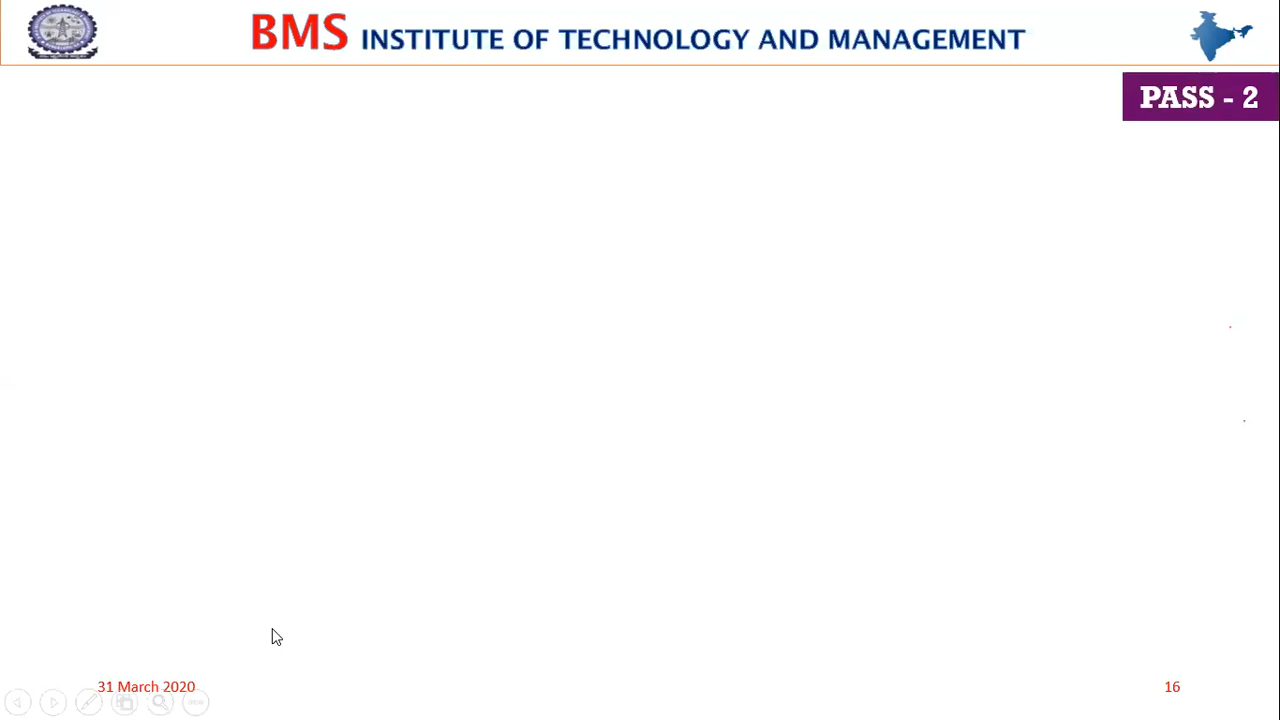 BMS INSTITUTE OF TECHNOLOGY AND MANAGEMENT
PASS - 2
31 March 2020
16